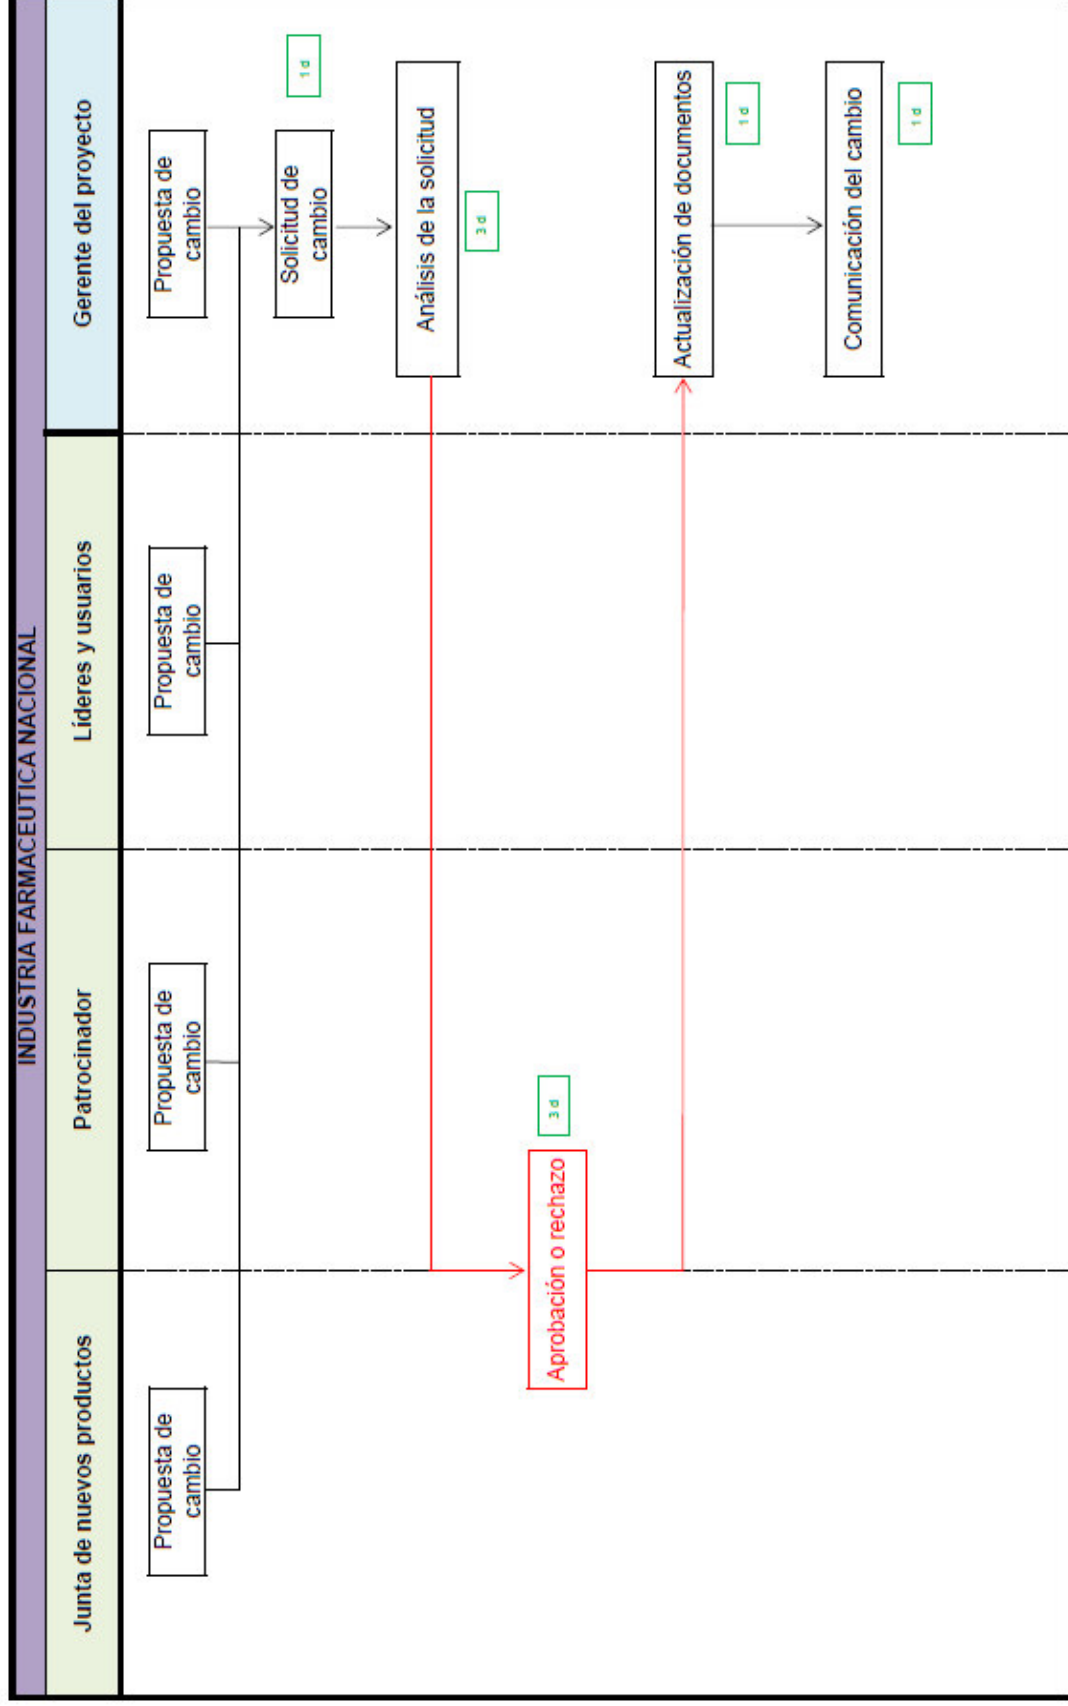 INDUSTRIA FARMACEUTICA NACIONAL
Junta de nuevos productos
Patrocinador
Líderes y usuarios
Gerente del proyecto
Propuesta de
cambio
Propuesta de
cambio
Propuesta de
cambio
Propuesta de
cambio
Solicitud de
cambio
1 d
Análisis de la solicitud
3 d
Aprobación o rechazo
3 d
Actualización de documentos
1 d
Comunicación del cambio
1 d